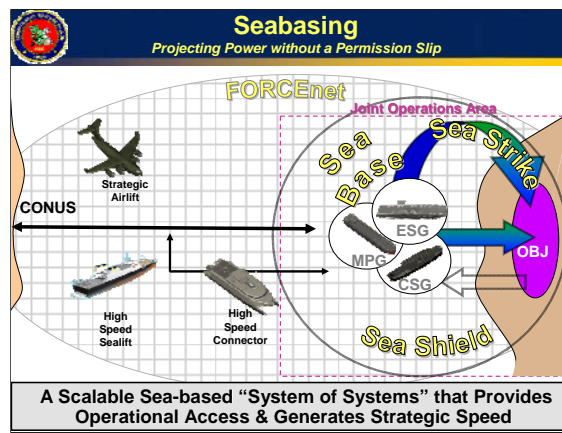 Seabasing
Projecting Power without a Permission Slip
FORCEnet
Joint Operations Area
Sea Strike
Sea
Base
Strategic
Airlift
CONUS
ESG
MPG
OBJ
CSG
High
Speed
Sealift
High
Speed
Connector
Sea Shield
A Scalable Sea-based “System of Systems” that Provides
Operational Access & Generates Strategic Speed